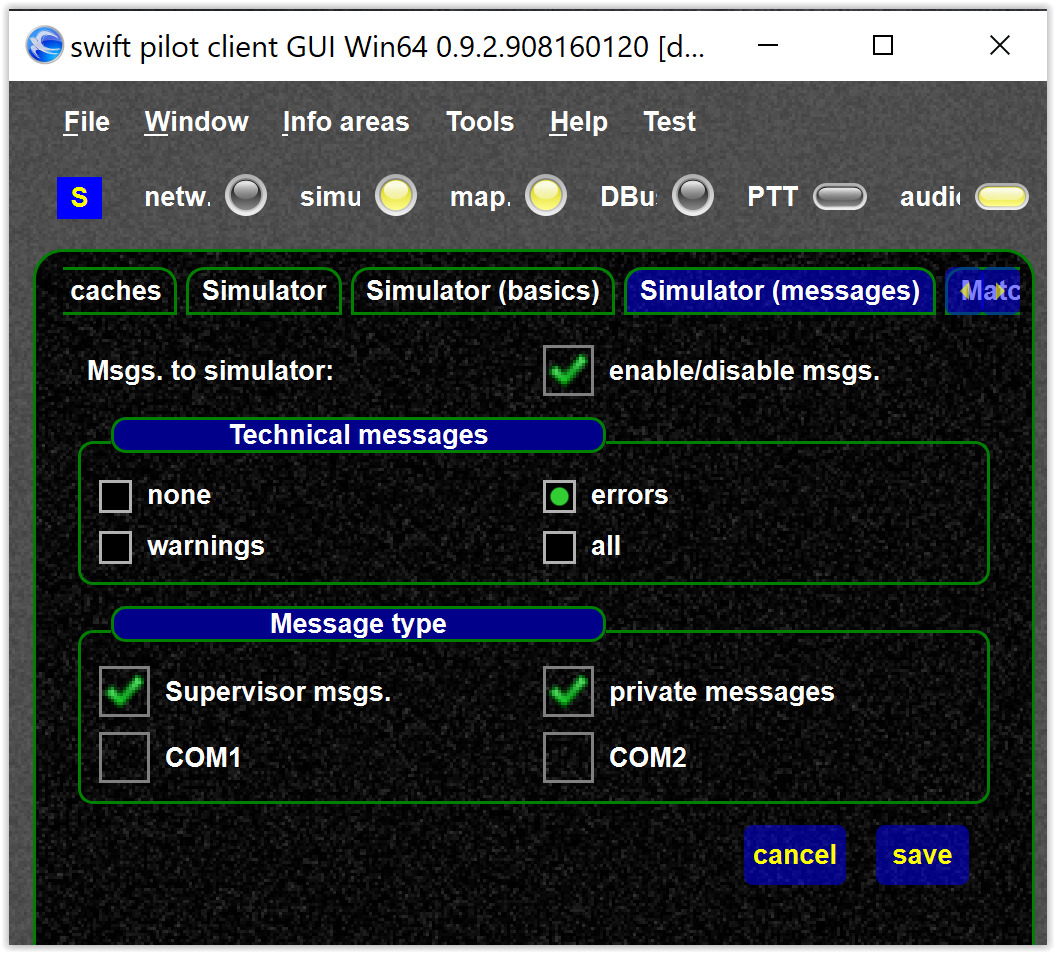 swift pilot client GUI Win64 0.9.2.908160120 [d...
File Window Info areas Tools Help Test
S netw. simu map. DBu: PTT audic
caches Simulator Simulator (basics) Simulator (messages) Matc
Msgs. to simulator: enable/disable msgs.
Technical messages
none errors
warnings all
Message type
Supervisor msgs. private messages
COM1 COM2
cancel save